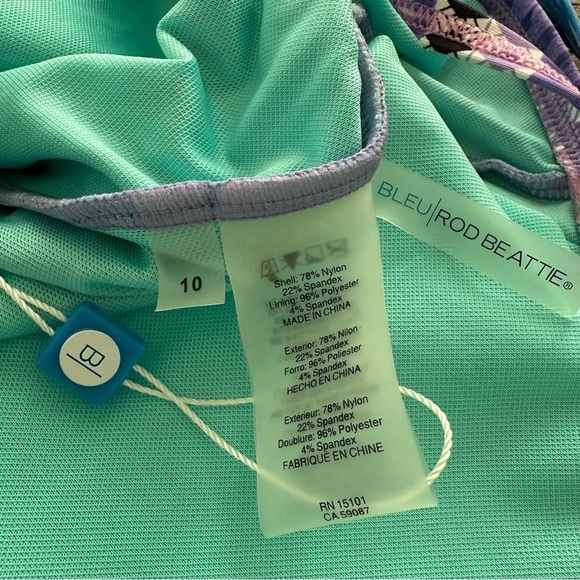 BLEU|ROD BEATTIE®
10
Shell: 78% Nylon
22% Spandex
Lining: 96% Polyester
4% Spandex
MADE IN CHINA
Exterior: 78% Nilon
22% Spandex
Forro: 96% Poliester
4% Spandex
HECHO EN CHINA
Extérieur: 78% Nylon
22% Spandex
Doublure: 96% Polyester
4% Spandex
FABRIQUE EN CHINE
RN 15101
CA 59087
B